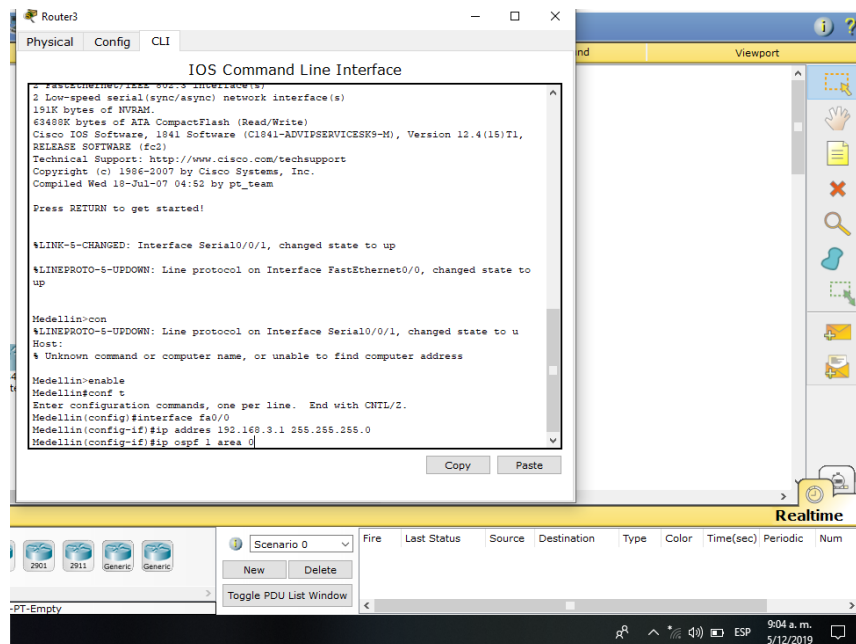 Router3
Physical Config CLI
nd
Viewport
IOS Command Line Interface
2 FastEthernet/IEEE 802.3 interface(s)
2 Low-speed serial(sync/async) network interface(s)
191K bytes of NVRAM.
63488K bytes of ATA CompactFlash (Read/Write)
Cisco IOS Software, 1841 Software (C1841-ADVIPSERVICESK9-M), Version 12.4(15)T1,
RELEASE SOFTWARE (fc2)
Technical Support: http://www.cisco.com/techsupport
Copyright (c) 1986-2007 by Cisco Systems, Inc.
Compiled Wed 18-Jul-07 04:52 by pt_team
Press RETURN to get started!
%LINK-5-CHANGED: Interface Serial0/0/1, changed state to up
%LINEPROTO-5-UPDOWN: Line protocol on Interface FastEthernet0/0, changed state to
up
Medellin>con
%LINEPROTO-5-UPDOWN: Line protocol on Interface Serial0/0/1, changed state to u
Host:
% Unknown command or computer name, or unable to find computer address
Medellin>enable
Medellin#conf t
Enter configuration commands, one per line. End with CNTL/Z.
Medellin(config)#interface fa0/0
Medellin(config-if)#ip addres 192.168.3.1 255.255.255.0
Medellin(config-if)#ip ospf 1 area 0
Copy Paste
Realtime
2901 2911 Generic Generic
Scenario 0
New Delete
Toggle PDU List Window
Fire Last Status Source Destination Type Color Time(sec) Periodic Num
-PT-Empty
ESP
9:04 a. m.
5/12/2019